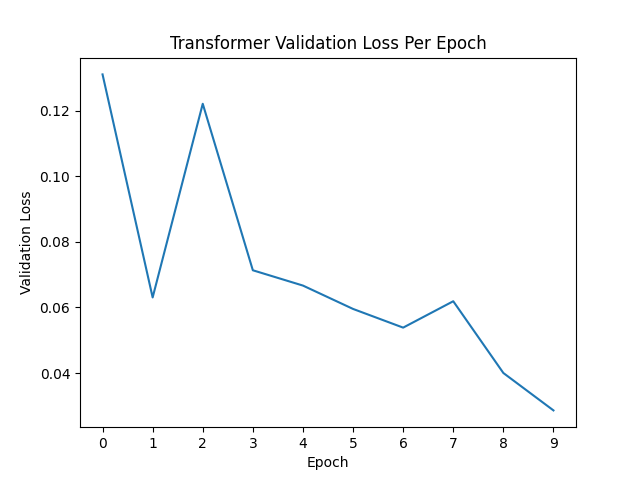 Transformer Validation Loss Per Epoch
0.12
0.10
0.08
0.06
0.04
Validation Loss
0 1 2 3 4 5 6 7 8 9
Epoch